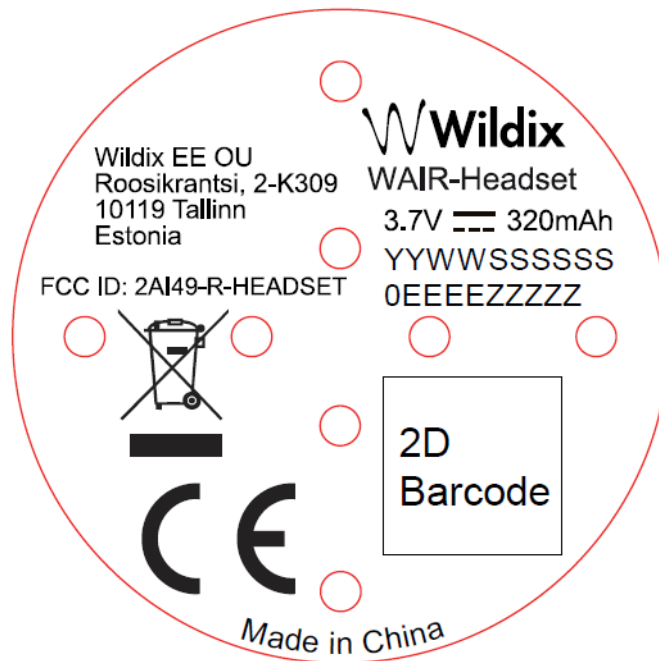 Wildix EE OU
Roosikrantsi, 2-K309
10119 Tallinn
Estonia
FCC ID: 2AI49-R-HEADSET
Wildix
WAIR-Headset
3.7V 320mAh
YYWWSSSSSS
0EEEEZZZZZ
2D
Barcode
CE
Made in China